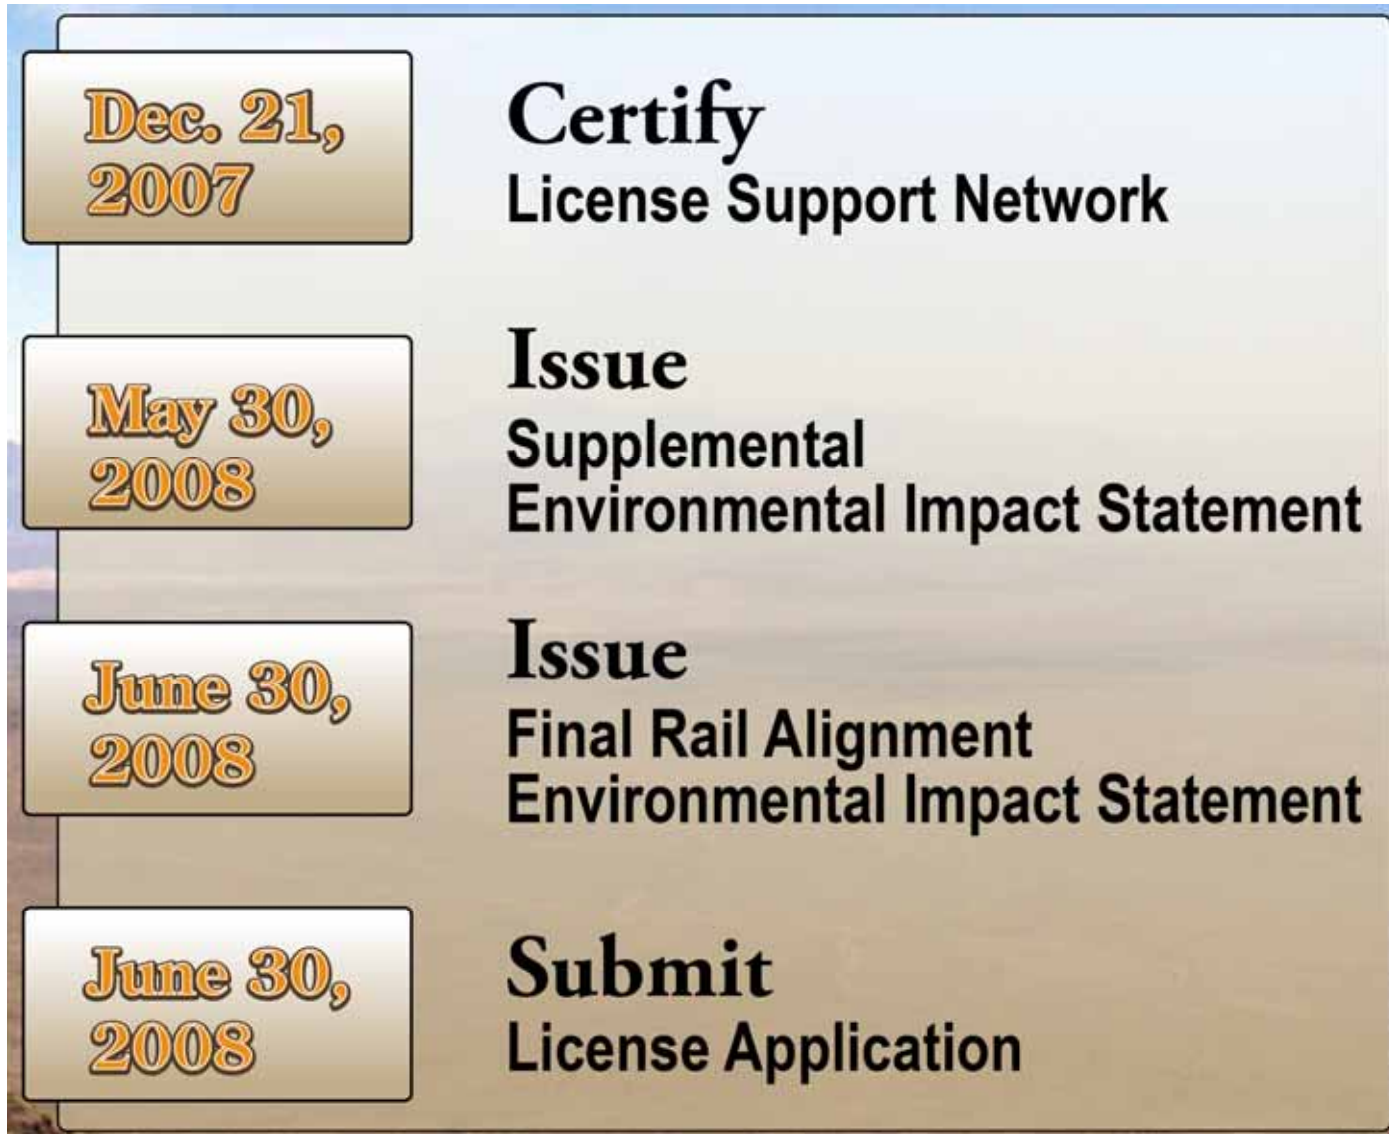 Dec. 21,
2007
Certify
License Support Network
May 30,
2008
Issue
Supplemental
Environmental Impact Statement
June 30,
2008
Issue
Final Rail Alignment
Environmental Impact Statement
June 30,
2008
Submit
License Application